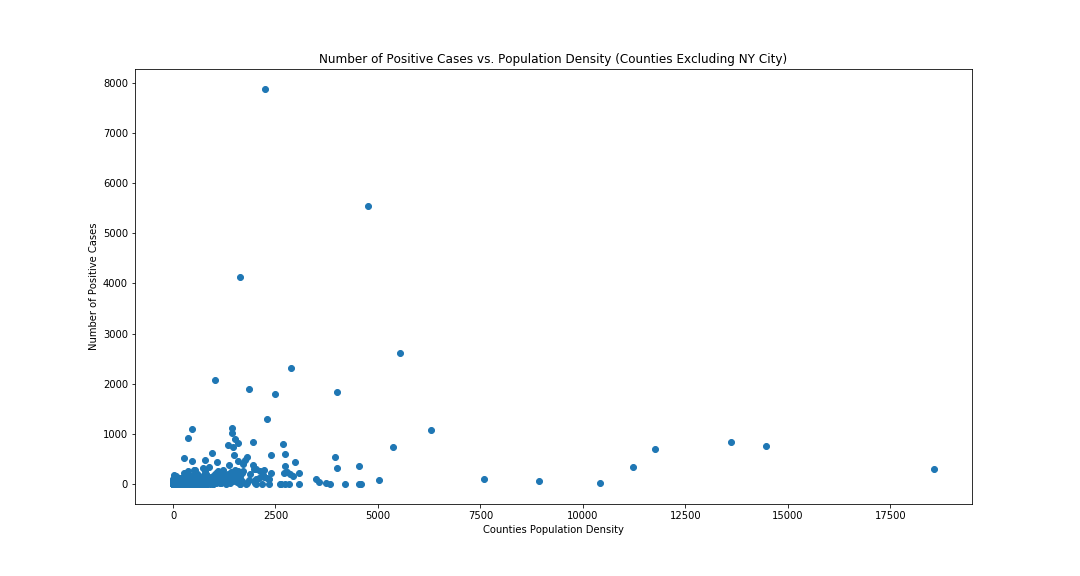 Number of Positive Cases vs. Population Density (Counties Excluding NY City)
8000
7000
6000
5000
4000
3000
2000
1000
0
Number of Positive Cases
0 2500 5000 7500 10000 12500 15000 17500
Counties Population Density